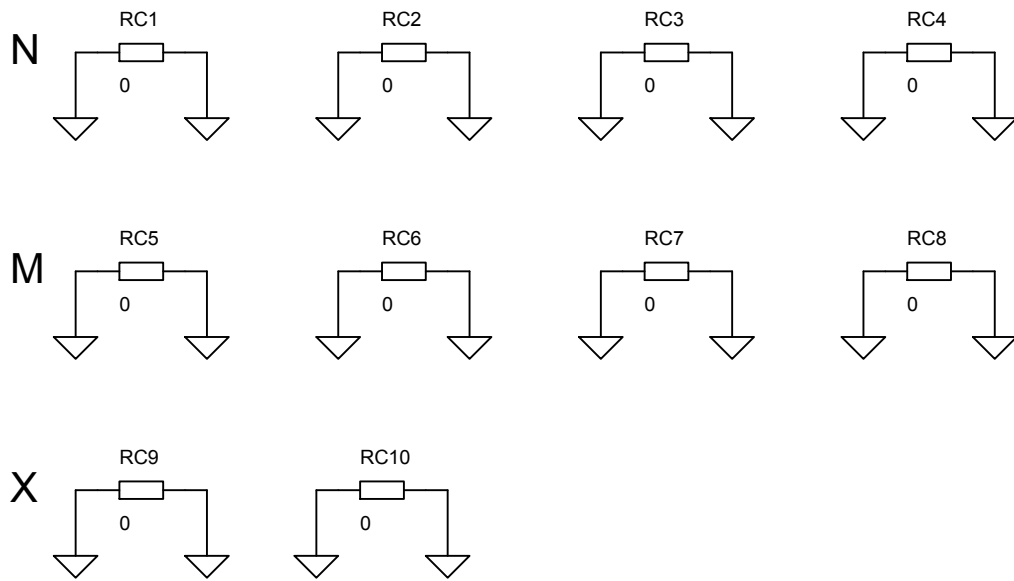 RC1 RC2 RC3 RC4
N
0 0 0 0
RC5 RC6 RC7 RC8
M
0 0 0 0
RC9 RC10
X
0 0